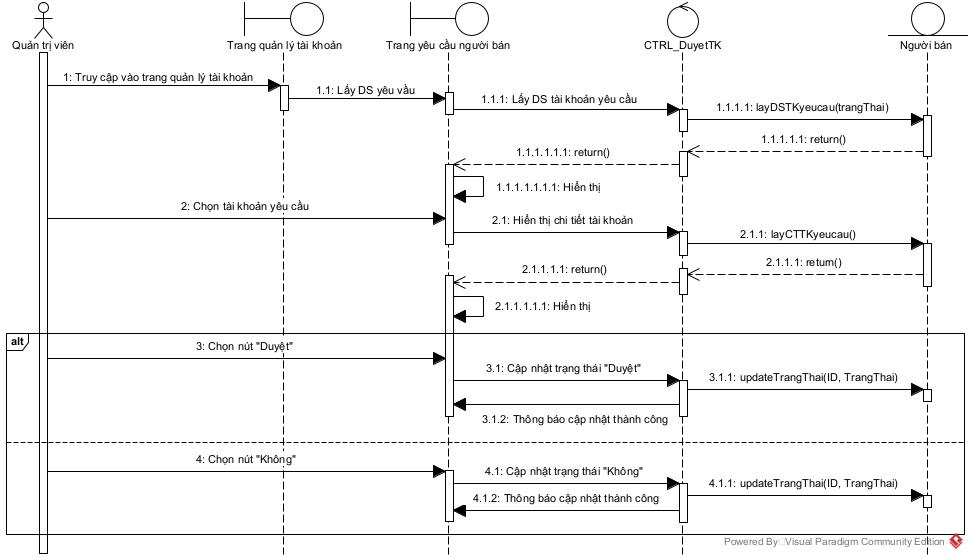 Quản trị viên
Trang quản lý tài khoản
Trang yêu cầu người bán
CTRL_DuyetTK
Người bán
1: Truy cập vào trang quản lý tài khoản
1.1: Lấy DS yêu vầu
1.1.1: Lấy DS tài khoản yêu cầu
1.1.1.1: layDSTKyeucau(trangThai)
1.1.1.1.1: return()
1.1.1.1.1.1: return()
1.1.1.1.1.1.1: Hiển thị
2: Chọn tài khoản yêu cầu
2.1: Hiển thị chi tiết tài khoản
2.1.1: layCTTKyeucau()
2.1.1.1: return()
2.1.1.1.1: return()
2.1.1.1.1.1: Hiển thị
alt
3: Chọn nút "Duyệt"
3.1: Cập nhật trạng thái "Duyệt"
3.1.1: updateTrangThai(ID, TrangThai)
3.1.2: Thông báo cập nhật thành công
4: Chọn nút "Không"
4.1: Cập nhật trạng thái "Không"
4.1.1: updateTrangThai(ID, TrangThai)
4.1.2: Thông báo cập nhật thành công
Powered By Visual Paradigm Community Edition